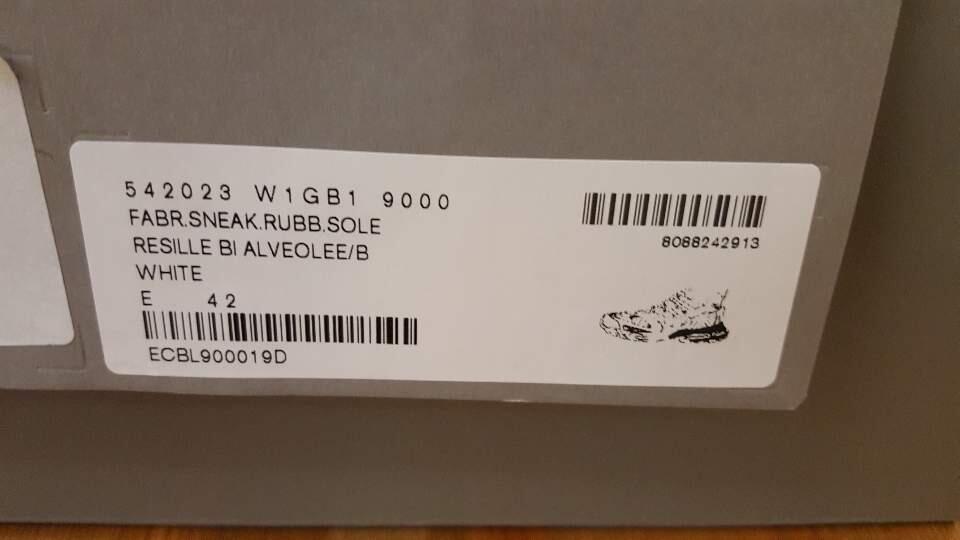 542023 W1GB1 9000
FABR.SNEAK.RUBB.SOLE
RESILLE BI ALVEOLEE/B
WHITE
E 42
ECBL900019D
8088242913